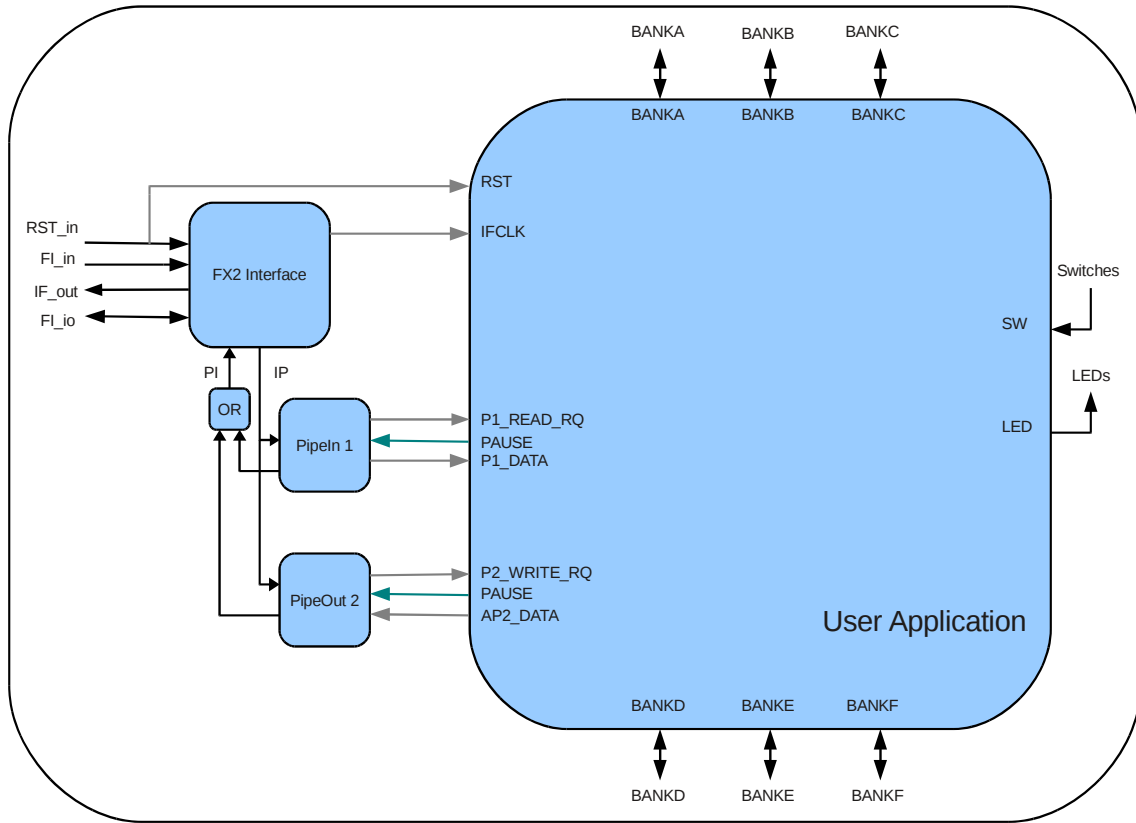 BANKA
BANKB
BANKC
BANKA
BANKB
BANKC
RST
RST_in
IFCLK
FI_in
FX2 Interface
Switches
IF_out
FI_io
SW
PI
IP
LEDs
OR
P1_READ_RQ
LED
PipeIn 1
PAUSE
P1_DATA
P2_WRITE_RQ
PipeOut 2
PAUSE
AP2_DATA
User Application
BANKD
BANKE
BANKF
BANKD
BANKE
BANKF